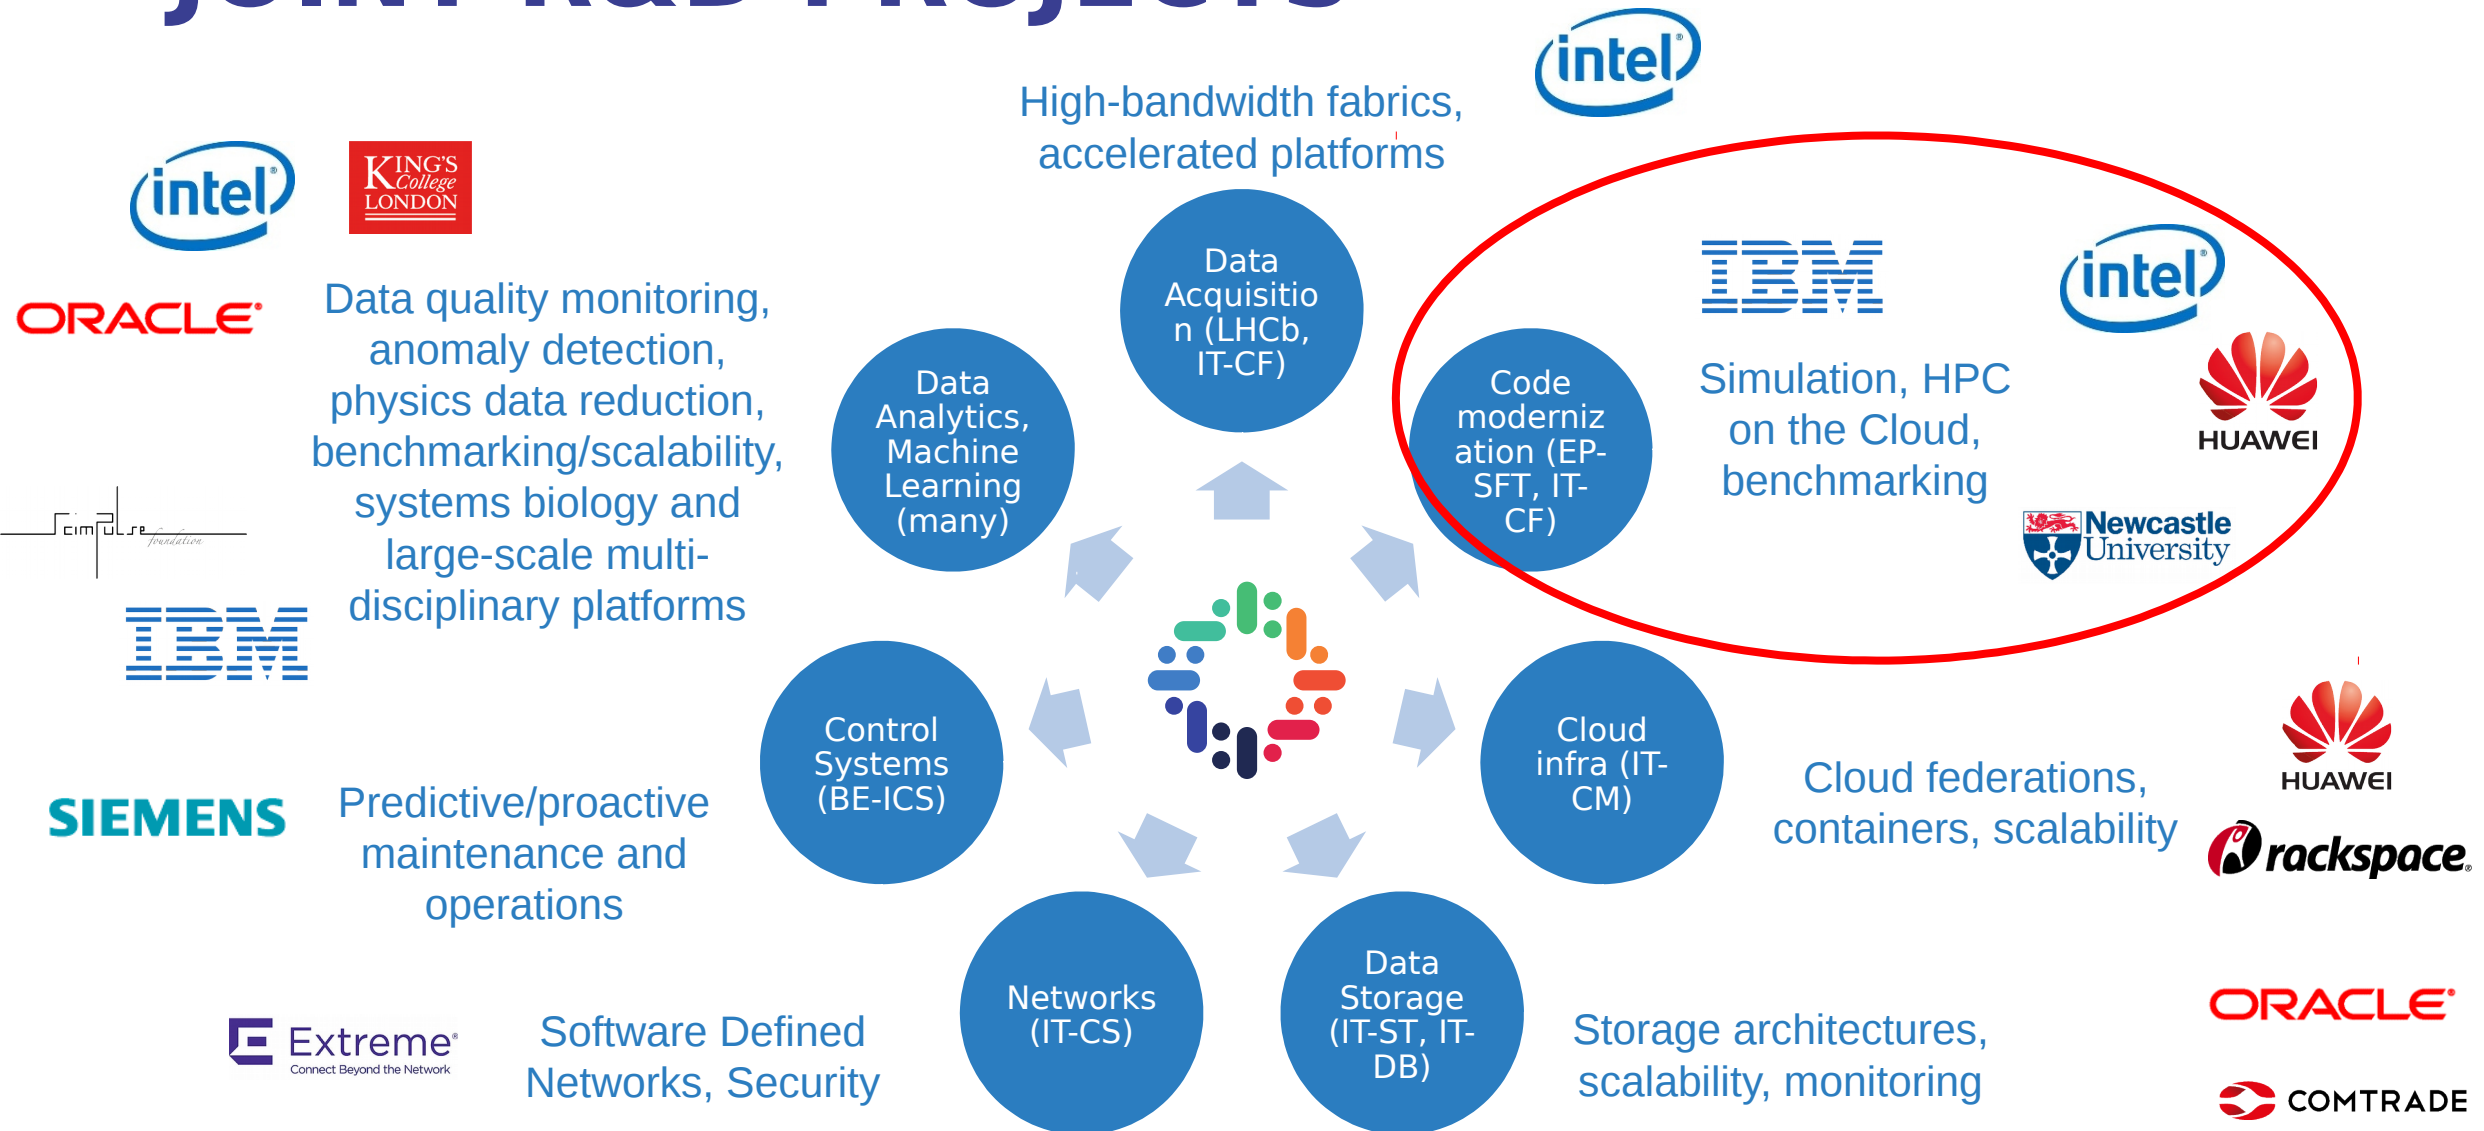 JOINT R&D PROJECTS
intel®
High-bandwidth fabrics,
accelerated platforms
intel®
KING'S
College
LONDON
Data
Acquisitio
n (LHCb,
IT-CF)
IBM
intel®
ORACLE®
Data quality monitoring,
anomaly detection,
physics data reduction,
benchmarking/scalability,
systems biology and
large-scale multi-
disciplinary platforms
Data
Analytics,
Machine
Learning
(many)
Code
moderniz
ation (EP-
SFT, IT-
CF)
Simulation, HPC
on the Cloud,
benchmarking
HUAWEI
scimpulse
foundation
Newcastle
University
IBM
Control
Systems
(BE-ICS)
Cloud
infra (IT-
CM)
HUAWEI
SIEMENS
Predictive/proactive
maintenance and
operations
Cloud federations,
containers, scalability
rackspace®
Extreme®
Connect Beyond the Network
Software Defined
Networks, Security
Networks
(IT-CS)
Data
Storage
(IT-ST, IT-
DB)
Storage architectures,
scalability, monitoring
ORACLE®
COMTRADE